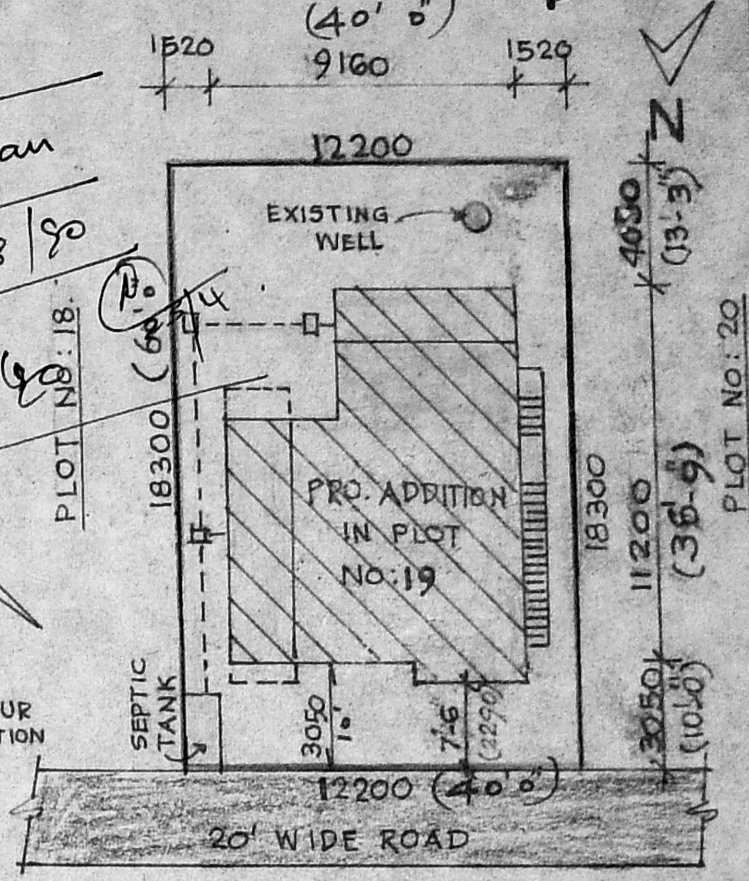 (40' 0")
1520
9160
1520
12200
N
EXISTING
WELL
4050
(13'-3")
PLOT NO: 18.
18300
PLOT NO: 20
18300
11200
(36'-9")
PRO. ADDITION
IN PLOT
NO: 19
SEPTIC
TANK
3050
10'
7'-6"
(2290)
3050
(10'0")
UR
TION
12200 (40' 0")
20' WIDE ROAD